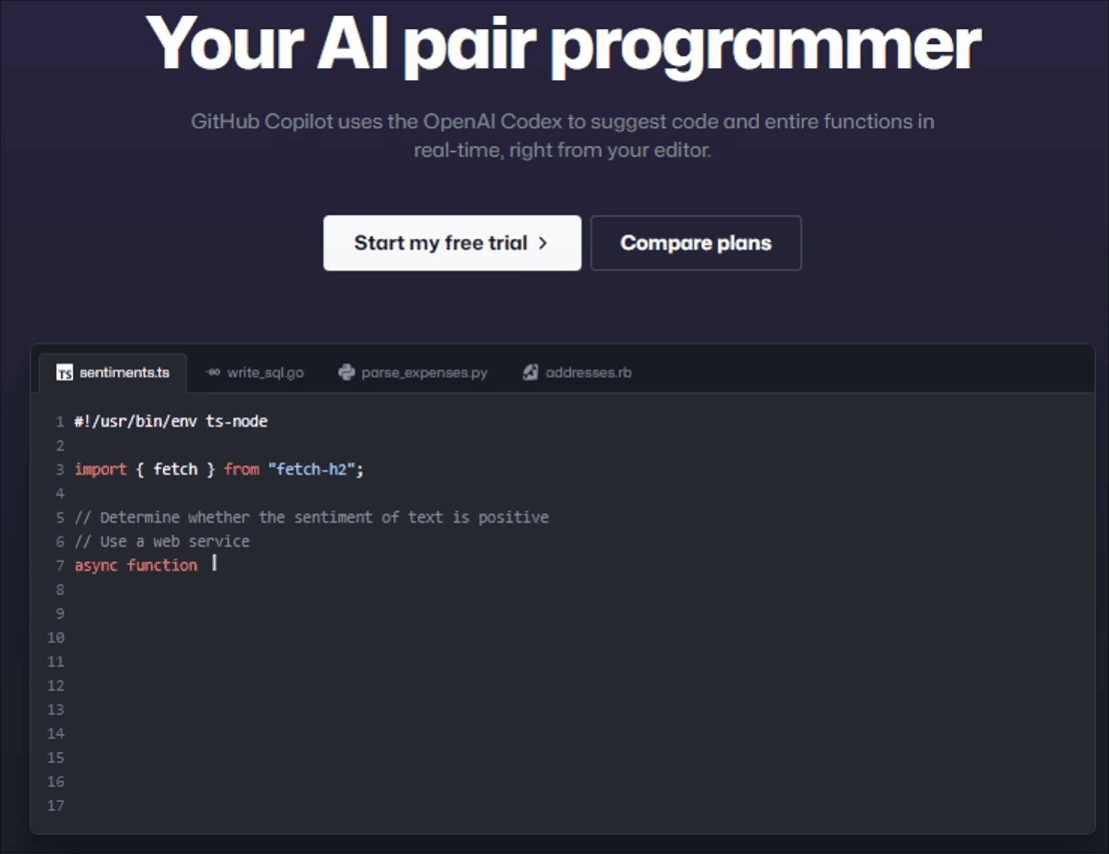 Your AI pair programmer
GitHub Copilot uses the OpenAI Codex to suggest code and entire functions in
real-time, right from your editor.
Start my free trial >
Compare plans
TS sentiments.ts
GO write_sql.go
parse_expenses.py
addresses.rb
1 #!/usr/bin/env ts-node
2
3 import { fetch } from "fetch-h2";
4
5 // Determine whether the sentiment of text is positive
6 // Use a web service
7 async function
8
9
10
11
12
13
14
15
16
17